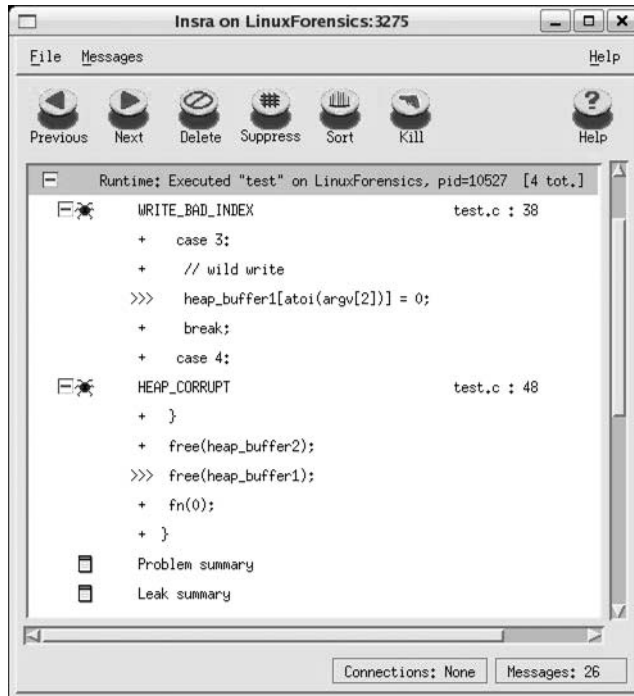 Insra on LinuxForensics:3275
File Messages Help
Previous Next Delete Suppress Sort Kill Help
Runtime: Executed "test" on LinuxForensics, pid=10527 [4 tot.]
WRITE_BAD_INDEX test.c : 38
+ case 3:
+ // wild write
>>> heap_buffer1[atoi(argv[2])] = 0;
+ break;
+ case 4:
HEAP_CORRUPT test.c : 48
+ }
+ free(heap_buffer2);
>>> free(heap_buffer1);
+ fn(0);
+ }
Problem summary
Leak summary
Connections: None Messages: 26